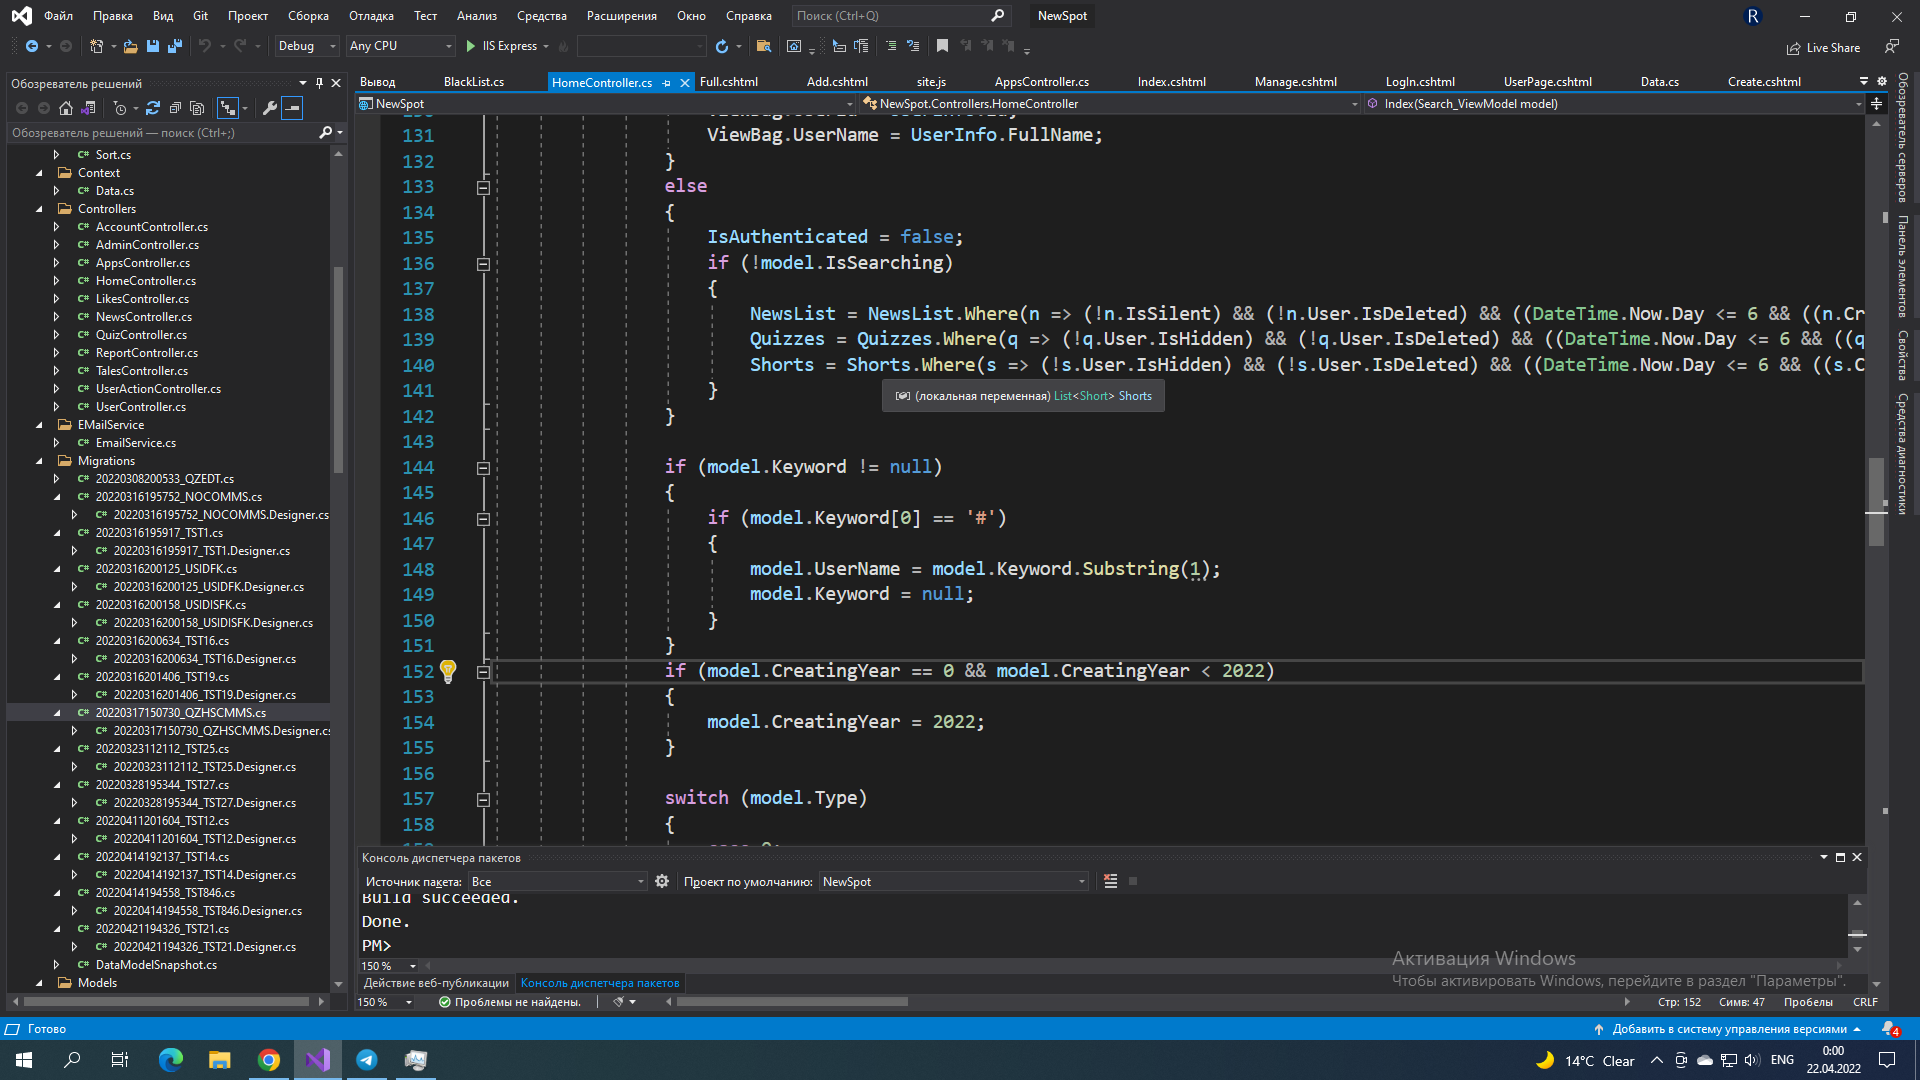 Файл Правка Вид Git Проект Сборка Отладка Тест Анализ Средства Расширения Окно Справка Поиск (Ctrl+Q) NewSpot R
Debug Any CPU IIS Express Live Share
Обозреватель решений
Обозреватель решений — поиск (Ctrl+;)
Sort.cs
Context
Data.cs
Controllers
C# AccountController.cs
C# AdminController.cs
C# AppsController.cs
C# HomeController.cs
C# LikesController.cs
C# NewsController.cs
C# QuizController.cs
C# ReportController.cs
C# TalesController.cs
C# UserActionController.cs
C# UserController.cs
EMailService
C# EmailService.cs
Migrations
C# 20220308200533_QZEDT.cs
C# 20220316195752_NOCOMMS.cs
C# 20220316195752_NOCOMMS.Designer.cs
C# 20220316195917_TST1.cs
C# 20220316195917_TST1.Designer.cs
C# 20220316200125_USIDFK.cs
C# 20220316200125_USIDFK.Designer.cs
C# 20220316200158_USIDISFK.cs
C# 20220316200158_USIDISFK.Designer.cs
C# 20220316200634_TST16.cs
C# 20220316200634_TST16.Designer.cs
C# 20220316201406_TST19.cs
C# 20220316201406_TST19.Designer.cs
C# 20220317150730_QZHSCMMS.cs
C# 20220317150730_QZHSCMMS.Designer.cs
C# 20220323112112_TST25.cs
C# 20220323112112_TST25.Designer.cs
C# 20220328195344_TST27.cs
C# 20220328195344_TST27.Designer.cs
C# 20220411201604_TST12.cs
C# 20220411201604_TST12.Designer.cs
C# 20220414192137_TST14.cs
C# 20220414192137_TST14.Designer.cs
C# 20220414194558_TST846.cs
C# 20220414194558_TST846.Designer.cs
C# 20220421194326_TST21.cs
C# 20220421194326_TST21.Designer.cs
C# DataModelSnapshot.cs
Models
Вывод BlackList.cs HomeController.cs Full.cshtml Add.cshtml site.js AppsController.cs Index.cshtml Manage.cshtml LogIn.cshtml UserPage.cshtml Data.cs Create.cshtml
NewSpot NewSpot.Controllers.HomeController Index(Search_ViewModel model)
131 ViewBag.UserName = UserInfo.FullName;
132 }
133 else
134 {
135 IsAuthenticated = false;
136 if (!model.IsSearching)
137 {
138 NewsList = NewsList.Where(n => (!n.IsSilent) && (!n.User.IsDeleted) && ((DateTime.Now.Day <= 6 && ((n.Cr
139 Quizzes = Quizzes.Where(q => (!q.User.IsHidden) && (!q.User.IsDeleted) && ((DateTime.Now.Day <= 6 && ((q
140 Shorts = Shorts.Where(s => (!s.User.IsHidden) && (!s.User.IsDeleted) && ((DateTime.Now.Day <= 6 && ((s.C
141 }
(локальная переменная) List<Short> Shorts
142 }
143
144 if (model.Keyword != null)
145 {
146 if (model.Keyword[0] == '#')
147 {
148 model.UserName = model.Keyword.Substring(1);
149 model.Keyword = null;
150 }
151 }
152 if (model.CreatingYear == 0 && model.CreatingYear < 2022)
153 {
154 model.CreatingYear = 2022;
155 }
156
157 switch (model.Type)
158 {
Консоль диспетчера пакетов
Источник пакета: Все Проект по умолчанию: NewSpot
Build succeeded.
Done.
PM>
150 %
Действие веб-публикации Консоль диспетчера пакетов
150 % Проблемы не найдены. Стр: 152 Симв: 47 Пробелы CRLF
Активация Windows
Чтобы активировать Windows, перейдите в раздел "Параметры".
Обозреватель серверов
Панель элементов
Свойства
Средства диагностики
Готово Добавить в систему управления версиями 4
14°C Clear ENG 0:00
22.04.2022